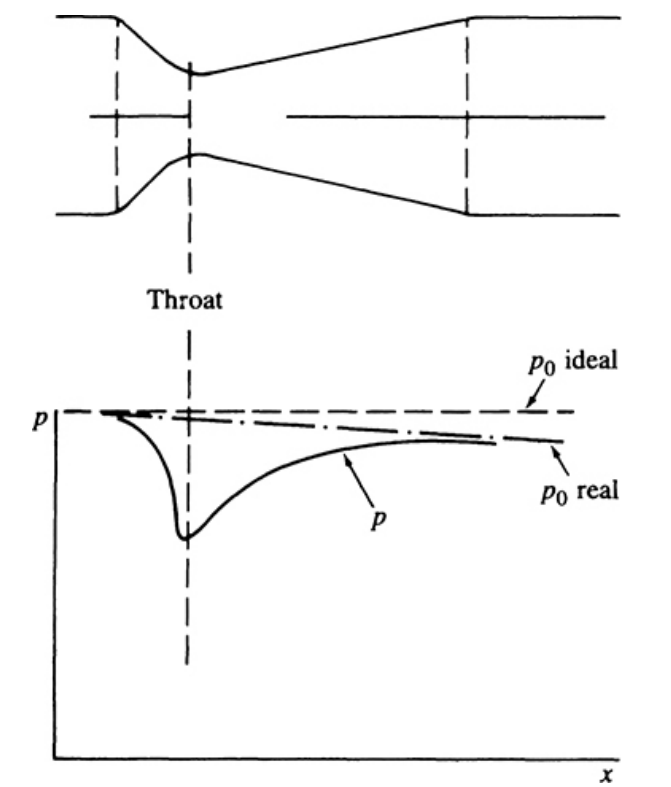 Throat
p₀ ideal
p
p₀ real
p
x